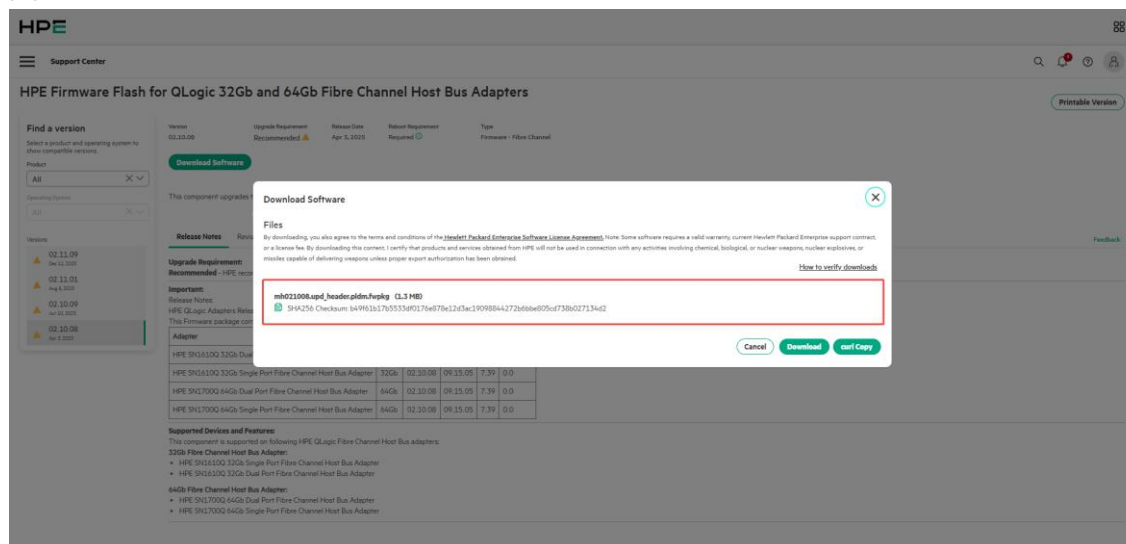 HPE
Support Center
HPE Firmware Flash for QLogic 32Gb and 64Gb Fibre Channel Host Bus Adapters
Printable Version
Find a version
Select a product and operating system to
show compatible versions.
Product
All
Operating System
All
Versions
02.11.09
Dec 12, 2025
02.11.01
Aug 8, 2025
02.10.09
02.10.08
Apr 3, 2025
Version Upgrade Requirement Release Date Reboot Requirement Type
02.10.08 Recommended Apr 3, 2025 Required Firmware - Fibre Channel
Download Software
This component upgrades
Release Notes
Upgrade Requirement:
Recommended - HPE
Important:
Release Notes:
HPE QLogic Adapters
This Firmware package
Adapter
HPE SN1610Q 32Gb Dual
HPE SN1610Q 32Gb Single Port Fibre Channel Host Bus Adapter 32Gb 02.10.08 09.15.05 7.39 0.0
HPE SN1700Q 64Gb Dual Port Fibre Channel Host Bus Adapter 64Gb 02.10.08 09.15.05 7.39 0.0
HPE SN1700Q 64Gb Single Port Fibre Channel Host Bus Adapter 64Gb 02.10.08 09.15.05 7.39 0.0
Supported Devices and Features:
This component is supported on following HPE QLogic Fibre Channel Host Bus adapters:
32Gb Fibre Channel Host Bus Adapter:
HPE SN1610Q 32Gb Single Port Fibre Channel Host Bus Adapter
HPE SN1610Q 32Gb Dual Port Fibre Channel Host Bus Adapter
64Gb Fibre Channel Host Bus Adapter:
HPE SN1700Q 64Gb Dual Port Fibre Channel Host Bus Adapter
HPE SN1700Q 64Gb Single Port Fibre Channel Host Bus Adapter
Feedback
Download Software
Files
By downloading, you also agree to the terms and conditions of the Hewlett Packard Enterprise Software License Agreement. Note: Some software requires a valid warranty, current Hewlett Packard Enterprise support contract,
or a license fee. By downloading this content, I certify that products and services obtained from HPE will not be used in connection with any activities involving chemical, biological, or nuclear weapons, nuclear explosives, or
missiles capable of delivering weapons unless proper export authorization has been obtained.
How to verify downloads
mh021008.upd_header.pldm.fwpkg (1.3 MB)
SHA256 Checksum: b49f61b17b5533df0176e878e12d3ac19098844272b6bbe805cd738b027134d2
Cancel Download curl Copy